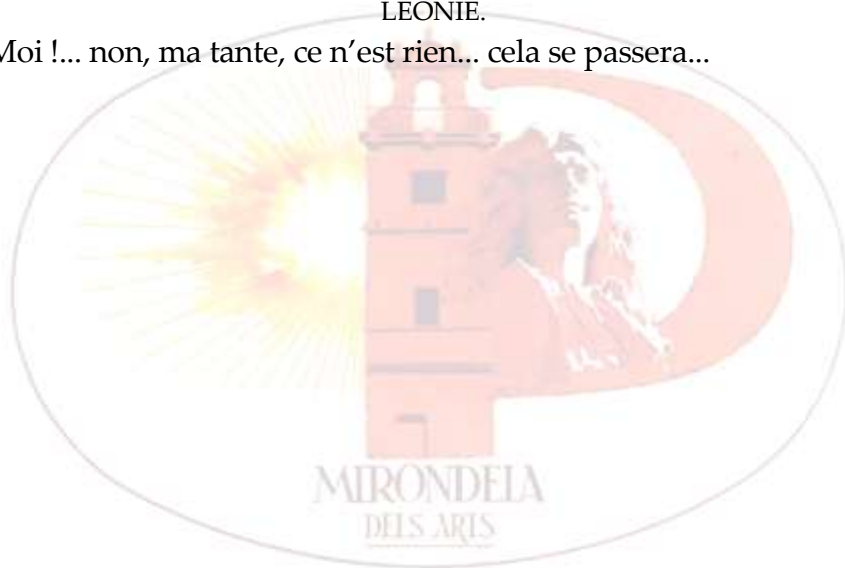 LEONIE.
Moi !... non, ma tante, ce n’est rien... cela se passera...
MIRONDELA
DELS ARTS